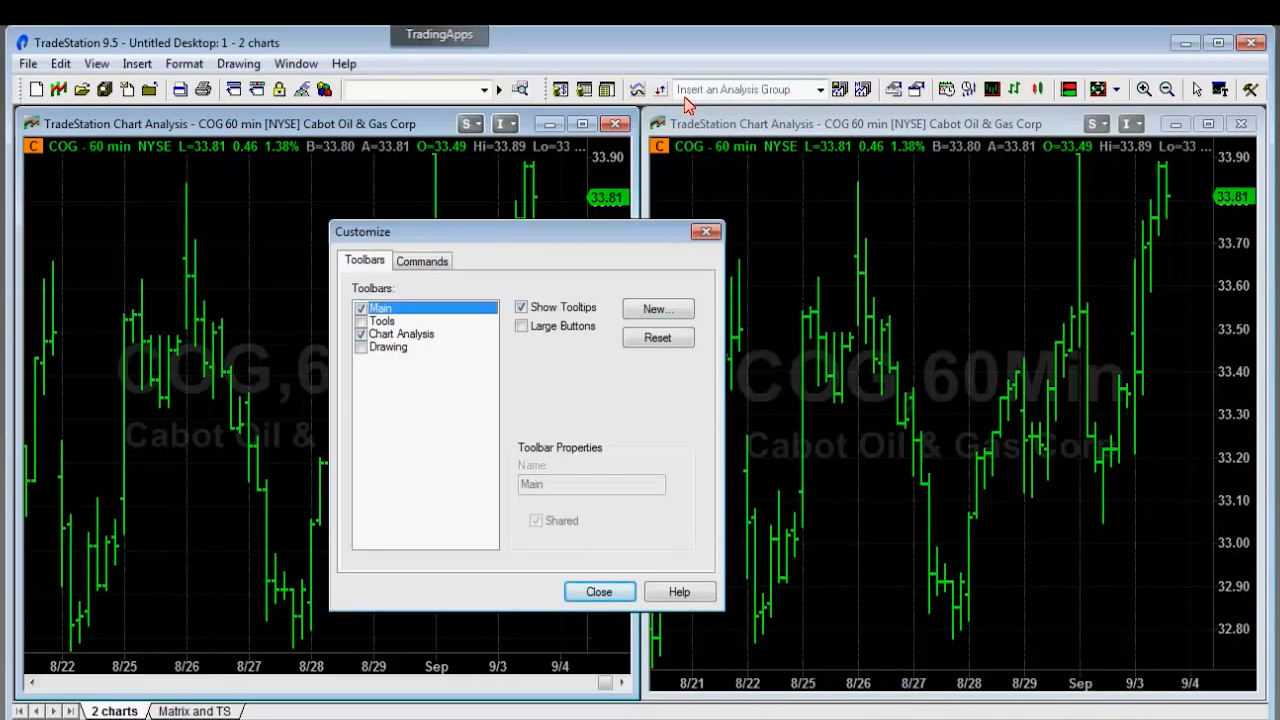 TradingApps
TradeStation 9.5 - Untitled Desktop: 1 - 2 charts
File Edit View Insert Format Drawing Window Help
Insert an Analysis Group
TradeStation Chart Analysis - COG 60 min [NYSE] Cabot Oil & Gas Corp
S I
TradeStation Chart Analysis - COG 60 min [NYSE] Cabot Oil & Gas Corp
S I
C COG - 60 min NYSE L=33.81 0.46 1.38% B=33.80 A=33.81 O=33.49 Hi=33.89 Lo=33 ...
C COG - 60 min NYSE L=33.81 0.46 1.38% B=33.80 A=33.81 O=33.49 Hi=33.89 Lo=33 ...
33.90
33.81
COG,6
Cabot Oil &
8/22 8/25 8/26 8/27 8/28 8/29 Sep 9/3 9/4
Customize
Toolbars Commands
Toolbars:
Main
Tools
Chart Analysis
Drawing
Show Tooltips
Large Buttons
New...
Reset
Toolbar Properties
Name:
Main
Shared
Close Help
COG,60Min
Cabot Oil & Gas Corp
33.90
33.81
33.70
33.60
33.50
33.40
33.30
33.20
33.10
33.00
32.90
32.80
8/21 8/22 8/25 8/26 8/27 8/28 8/29 Sep 9/3 9/4
2 charts Matrix and TS